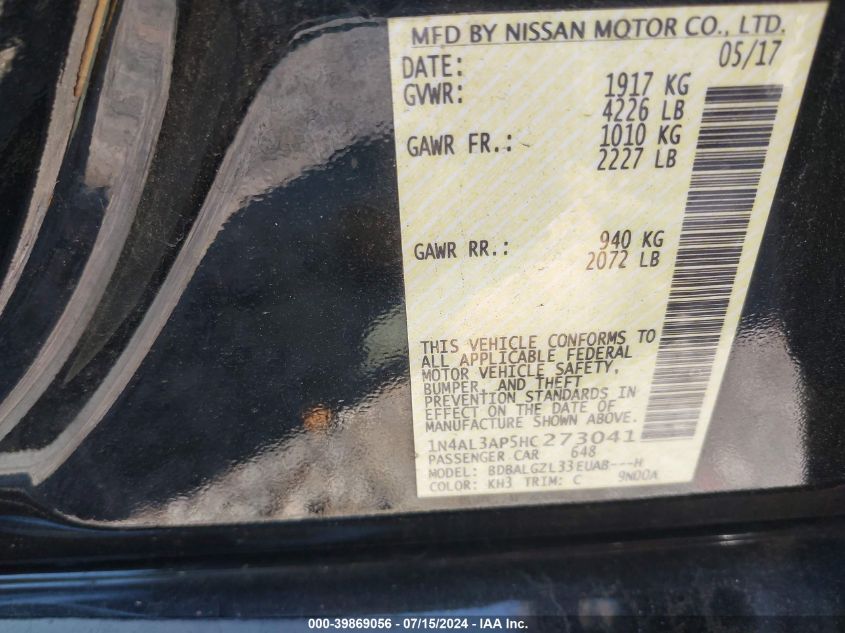 MFD BY NISSAN MOTOR CO., LTD.
DATE: 05/17
GVWR: 1917 KG
4226 LB
GAWR FR.: 1010 KG
2227 LB
GAWR RR.: 940 KG
2072 LB
THIS VEHICLE CONFORMS TO
ALL APPLICABLE FEDERAL
MOTOR VEHICLE SAFETY,
BUMPER, AND THEFT
PREVENTION STANDARDS IN
EFFECT ON THE DATE OF
MANUFACTURE SHOWN ABOVE.
1N4AL3AP5HC273041
PASSENGER CAR 648
MODEL: BDBALGZL33EUAB---H
COLOR: KH3 TRIM: C 9N00A
000-39869056 - 07/15/2024 - IAA Inc.